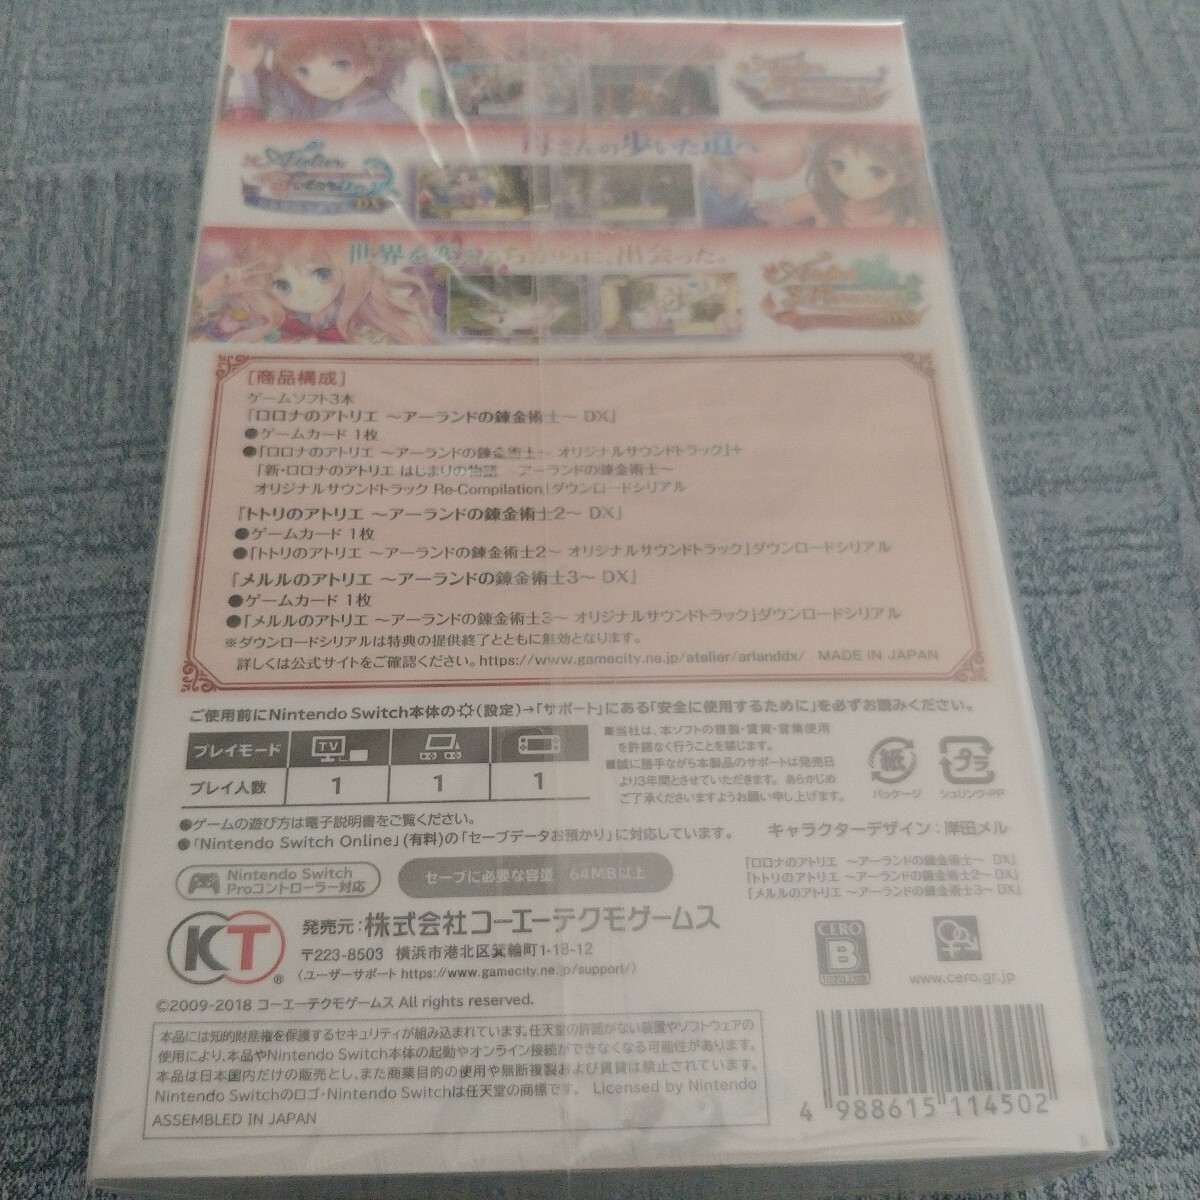 母さんの歩いた道へ
Atelier
Totori
DX
世界を変えるちからに、出会った。
Atelier
DX
[商品構成]
ゲームソフト3本
「ロロナのアトリエ ～アーランドの錬金術士～ DX」
●ゲームカード 1枚
●「ロロナのアトリエ ～アーランドの錬金術士～ オリジナルサウンドトラック」+
「新・ロロナのアトリエ はじまりの物語 ～アーランドの錬金術士～
オリジナルサウンドトラック Re-Compilation」ダウンロードシリアル
「トトリのアトリエ ～アーランドの錬金術士2～ DX」
●ゲームカード 1枚
●「トトリのアトリエ ～アーランドの錬金術士2～ オリジナルサウンドトラック」ダウンロードシリアル
「メルルのアトリエ ～アーランドの錬金術士3～ DX」
●ゲームカード 1枚
●「メルルのアトリエ ～アーランドの錬金術士3～ オリジナルサウンドトラック」ダウンロードシリアル
※ダウンロードシリアルは特典の提供終了とともに無効となります。
詳しくは公式サイトをご確認ください。https://www.gamecity.ne.jp/atelier/arlanddx/ MADE IN JAPAN
ご使用前にNintendo Switch本体の(設定)→「サポート」にある「安全に使用するために」を必ずお読みください。
プレイモード TV
プレイ人数 1 1 1
■当社は、本ソフトの複製・賃貸・営業使用
を許諾なく行うことを禁じます。
■誠に勝手ながら本製品のサポートは発売日
より3年間とさせていただきます。あらかじめ
ご了承くださいますようお願い申し上げます。
紙
パッケージ
プラ
シュリンク・PP
●ゲームの遊び方は電子説明書をご覧ください。
●「Nintendo Switch Online」(有料)の「セーブデータお預かり」に対応しています。
キャラクターデザイン：岸田メル
「ロロナのアトリエ ～アーランドの錬金術士～ DX」
「トトリのアトリエ ～アーランドの錬金術士2～ DX」
「メルルのアトリエ ～アーランドの錬金術士3～ DX」
Nintendo Switch
Proコントローラー対応
セーブに必要な容量 64MB以上
KT
®
発売元：株式会社コーエーテクモゲームス
〒223-8503 横浜市港北区箕輪町1-18-12
(ユーザーサポート https://www.gamecity.ne.jp/support/)
CERO
B
12才以上対象
www.cero.gr.jp
©2009-2018 コーエーテクモゲームス All rights reserved.
本品には知的財産権を保護するセキュリティが組み込まれています。任天堂の許諾がない装置やソフトウェアの
使用により、本品やNintendo Switch本体の起動やオンライン接続ができなくなる可能性があります。
本品は日本国内だけの販売とし、また商業目的の使用や無断複製および賃貸は禁止されています。
Nintendo Switchのロゴ・Nintendo Switchは任天堂の商標です。 Licensed by Nintendo
ASSEMBLED IN JAPAN
4 988615 114502